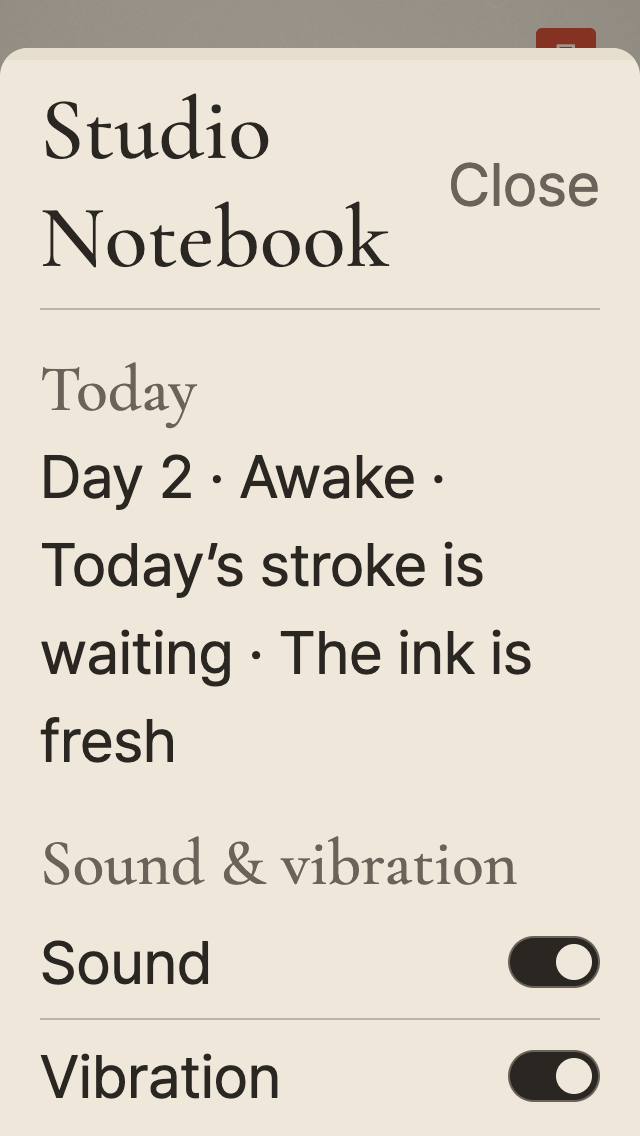 Studio
Notebook
Close
Today
Day 2 · Awake ·
Today’s stroke is
waiting · The ink is
fresh
Sound & vibration
Sound
Vibration